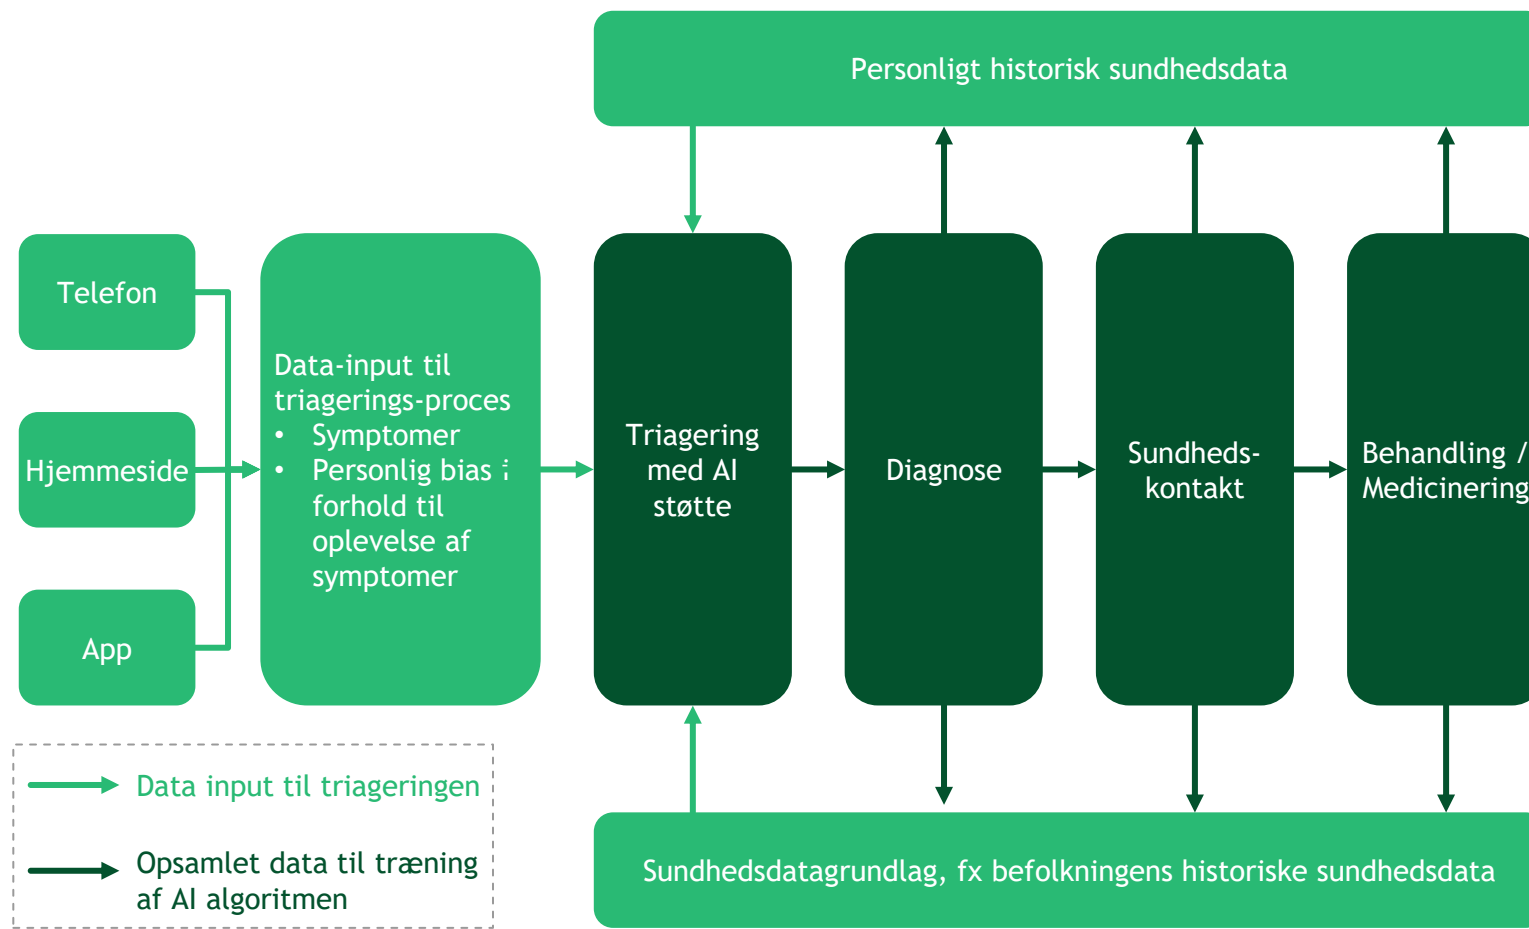 Personligt historisk sundhedsdata
Telefon
Hjemmeside
App
Data-input til
triagerings-proces
• Symptomer
• Personlig bias i
forhold til
oplevelse af
symptomer
Triagering
med AI
støtte
Diagnose
Sundheds-
kontakt
Behandling /
Medicinering
Data input til triageringen
Opsamlet data til træning
af AI algoritmen
Sundhedsdatagrundlag, fx befolkningens historiske sundhedsdata